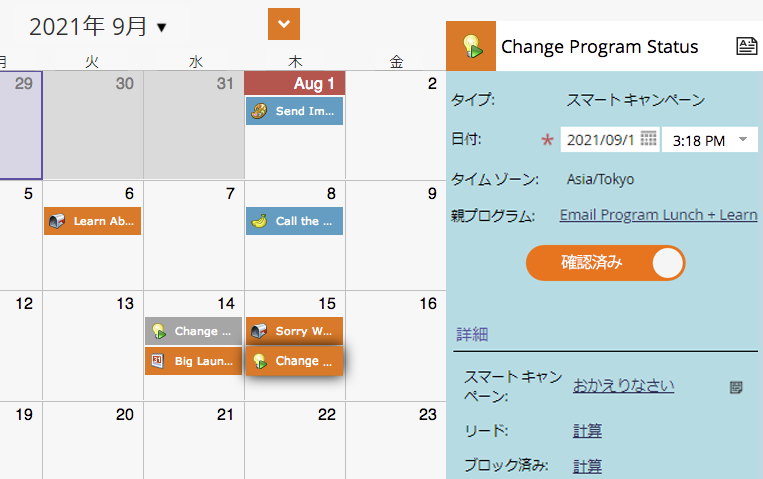 2021年 9月 ▼
月 火 水 木 金
29 30 31 Aug 1 2
Send Im...
5 6 7 8 9
Learn Ab... Call the ...
12 13 14 15 16
Change ... Sorry W...
Big Laun... Change ...
19 20 21 22 23
Change Program Status
タイプ: スマートキャンペーン
日付: * 2021/09/1 3:18 PM
タイム ゾーン: Asia/Tokyo
親プログラム: Email Program Lunch + Learn
確認済み
詳細
スマート キャン
ペーン: おかえりなさい
リード: 計算
ブロック済み: 計算